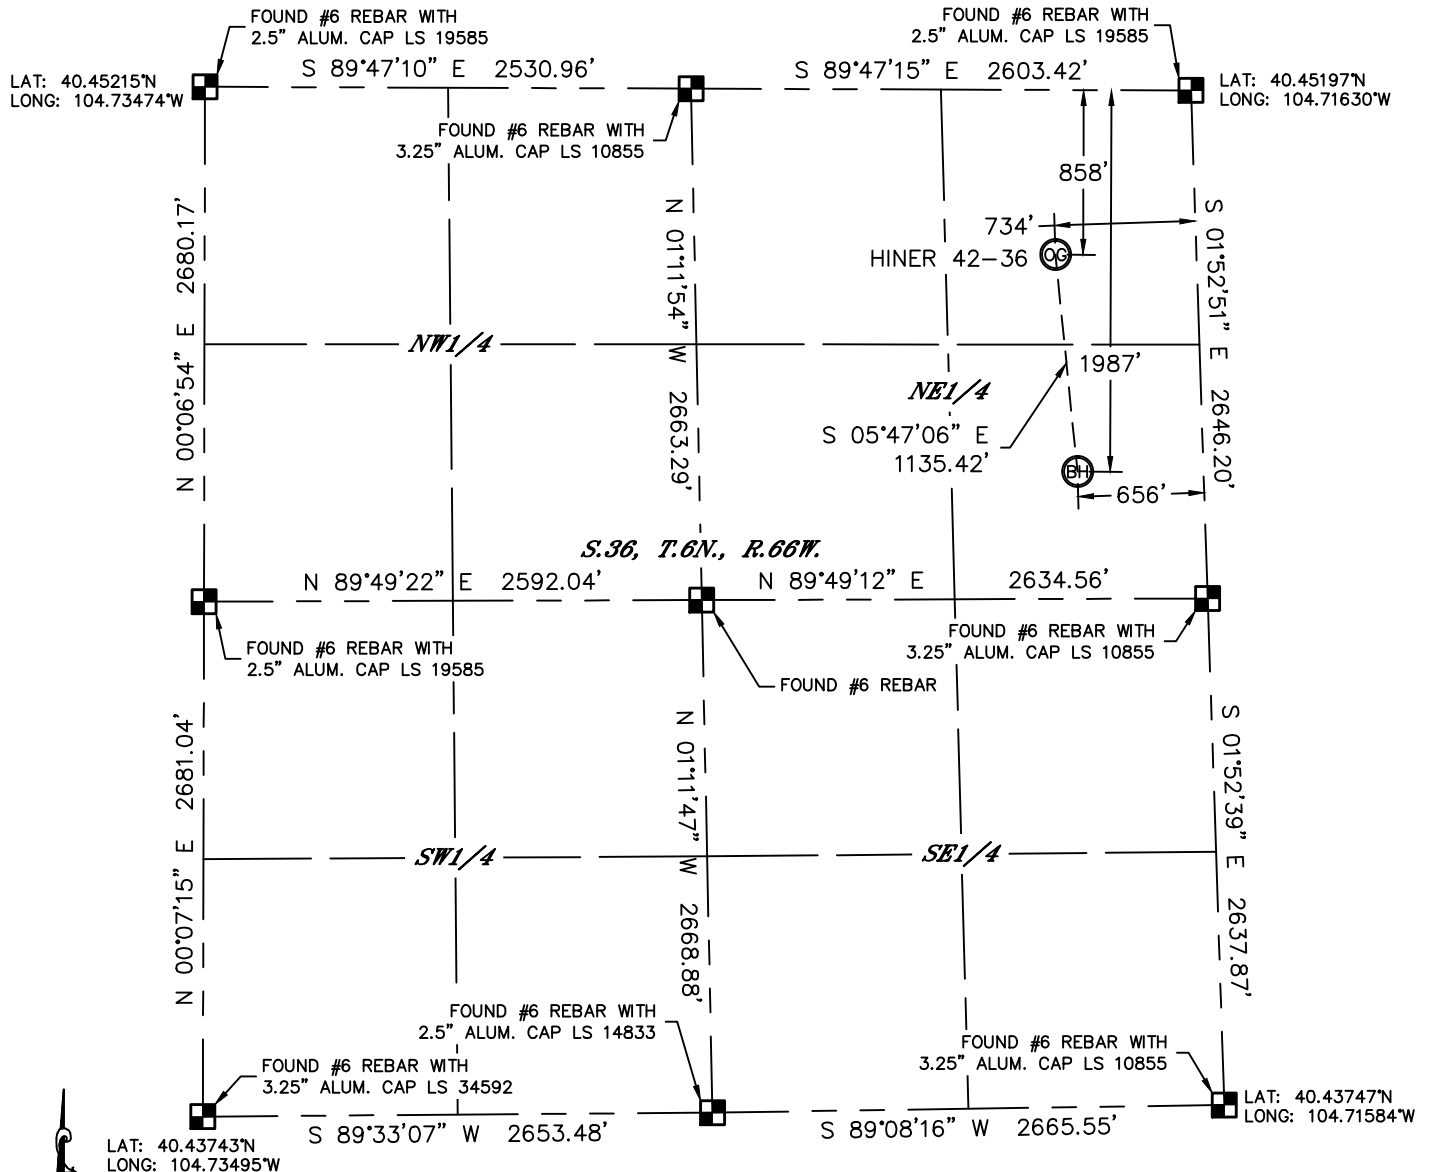 FOUND #6 REBAR WITH
2.5" ALUM. CAP LS 19585
FOUND #6 REBAR WITH
2.5" ALUM. CAP LS 19585
LAT: 40.45215°N
LONG: 104.73474°W
S 89°47'10" E 2530.96'
S 89°47'15" E 2603.42'
LAT: 40.45197°N
LONG: 104.71630°W
FOUND #6 REBAR WITH
3.25" ALUM. CAP LS 10855
858'
734'
HINER 42-36
OG
N 00°06'54" E 2680.17'
N 01°11'54" W 2663.29'
S 01°52'51" E 2646.20'
NW1/4
NE1/4
1987'
S 05°47'06" E
1135.42'
BH
656'
S.36, T.6N., R.66W.
N 89°49'22" E 2592.04'
N 89°49'12" E 2634.56'
FOUND #6 REBAR WITH
2.5" ALUM. CAP LS 19585
FOUND #6 REBAR
FOUND #6 REBAR WITH
3.25" ALUM. CAP LS 10855
N 00°07'15" E 2681.04'
N 01°11'47" W 2668.88'
S 01°52'39" E 2637.87'
SW1/4
SE1/4
FOUND #6 REBAR WITH
2.5" ALUM. CAP LS 14833
FOUND #6 REBAR WITH
3.25" ALUM. CAP LS 10855
FOUND #6 REBAR WITH
3.25" ALUM. CAP LS 34592
LAT: 40.43747°N
LONG: 104.71584°W
S 89°33'07" W 2653.48'
S 89°08'16" W 2665.55'
LAT: 40.43743°N
LONG: 104.73495°W